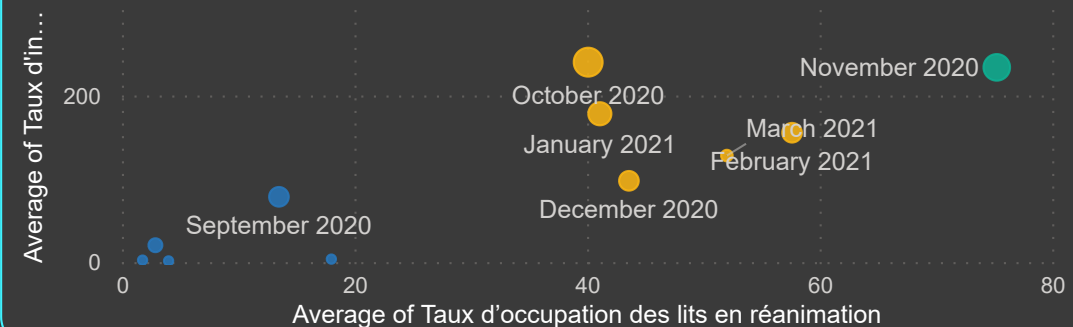 Average of Taux d'in...
200
0
November 2020
October 2020
March 2021
January 2021
February 2021
December 2020
September 2020
0
20
40
60
80
Average of Taux d’occupation des lits en réanimation